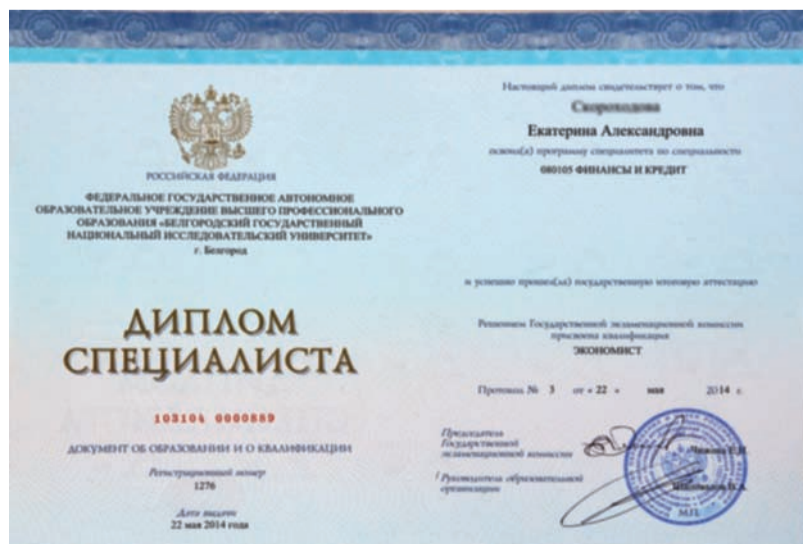 РОССИЙСКАЯ ФЕДЕРАЦИЯ
ФЕДЕРАЛЬНОЕ ГОСУДАРСТВЕННОЕ АВТОНОМНОЕ
ОБРАЗОВАТЕЛЬНОЕ УЧРЕЖДЕНИЕ ВЫСШЕГО ПРОФЕССИОНАЛЬНОГО
ОБРАЗОВАНИЯ «БЕЛГОРОДСКИЙ ГОСУДАРСТВЕННЫЙ
НАЦИОНАЛЬНЫЙ ИССЛЕДОВАТЕЛЬСКИЙ УНИВЕРСИТЕТ»
г. Белгород
ДИПЛОМ
СПЕЦИАЛИСТА
103104 0000889
ДОКУМЕНТ ОБ ОБРАЗОВАНИИ И О КВАЛИФИКАЦИИ
Регистрационный номер
1276
Дата выдачи
22 мая 2014 года
Настоящий диплом свидетельствует о том, что
Екатерина Александровна
освоил(а) программу специалитета по специальности
080105 ФИНАНСЫ И КРЕДИТ
и успешно прошел(ла) государственную итоговую аттестацию
Решением Государственной экзаменационной комиссии
присвоена квалификация
ЭКОНОМИСТ
Протокол № 3 от « 22 » мая 2014 г.
Председатель
Государственной
экзаменационной комиссии
Руководитель образовательной
организации
М.П.